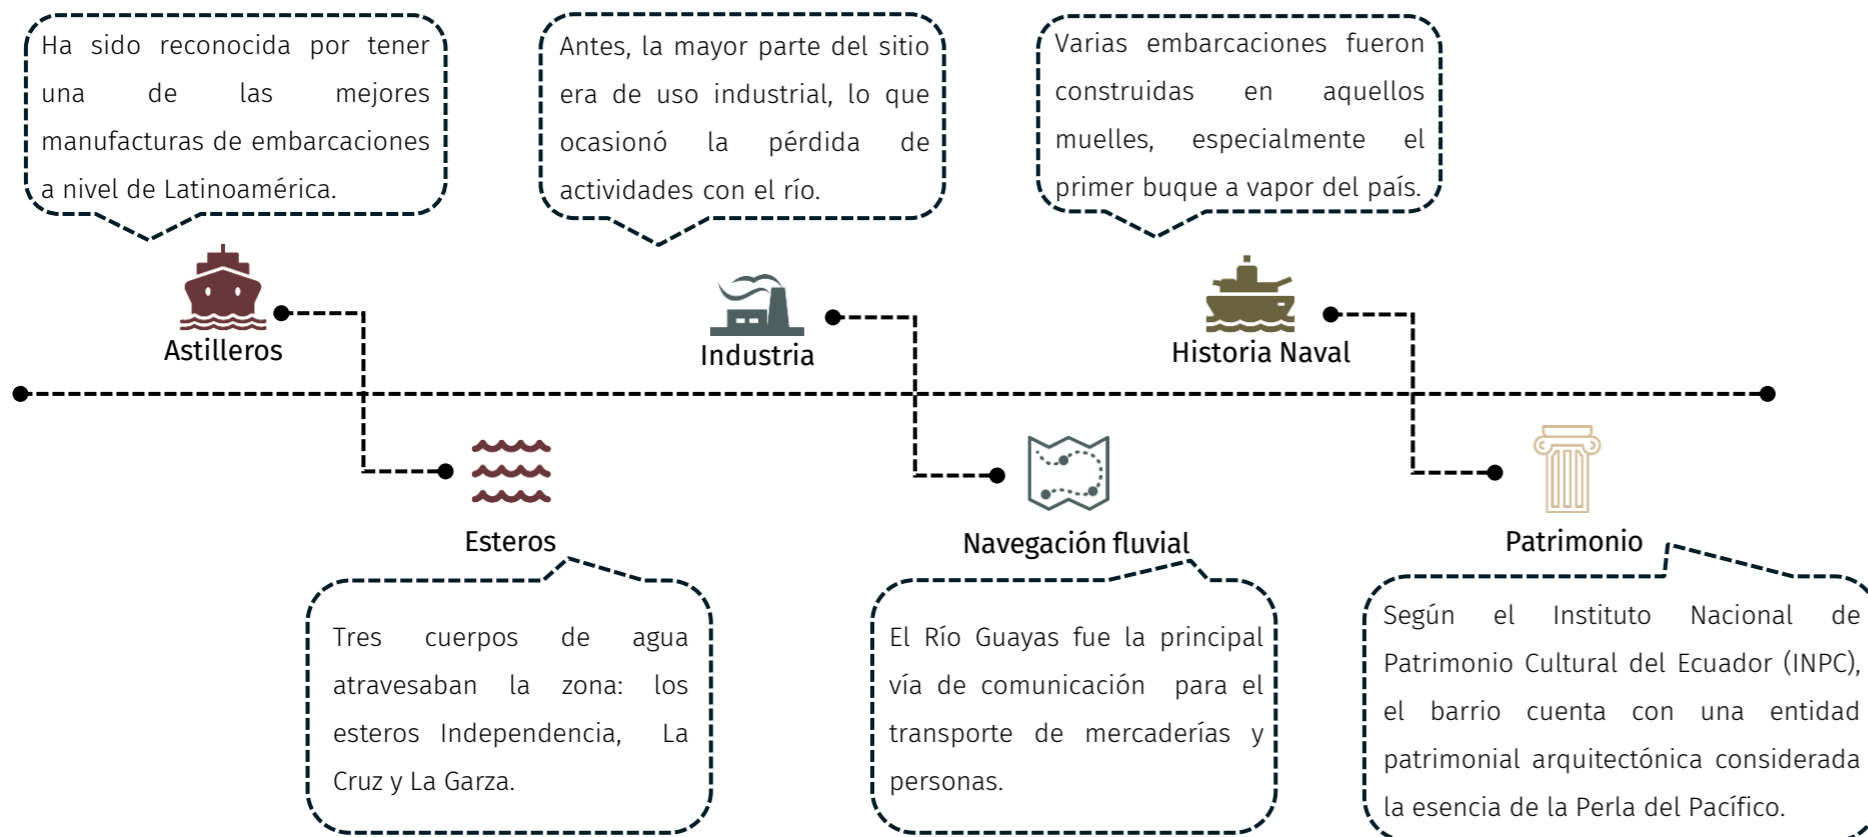 Ha sido reconocida por tener
una de las mejores
manufacturas de embarcaciones
a nivel de Latinoamérica.
Astilleros
Antes, la mayor parte del sitio
era de uso industrial, lo que
ocasionó la pérdida de
actividades con el río.
Industria
Varias embarcaciones fueron
construidas en aquellos
muelles, especialmente el
primer buque a vapor del país.
Historia Naval
Esteros
Tres cuerpos de agua
atravesaban la zona: los
esteros Independencia, La
Cruz y La Garza.
Navegación fluvial
El Río Guayas fue la principal
vía de comunicación para el
transporte de mercaderías y
personas.
Patrimonio
Según el Instituto Nacional de
Patrimonio Cultural del Ecuador (INPC),
el barrio cuenta con una entidad
patrimonial arquitectónica considerada
la esencia de la Perla del Pacífico.